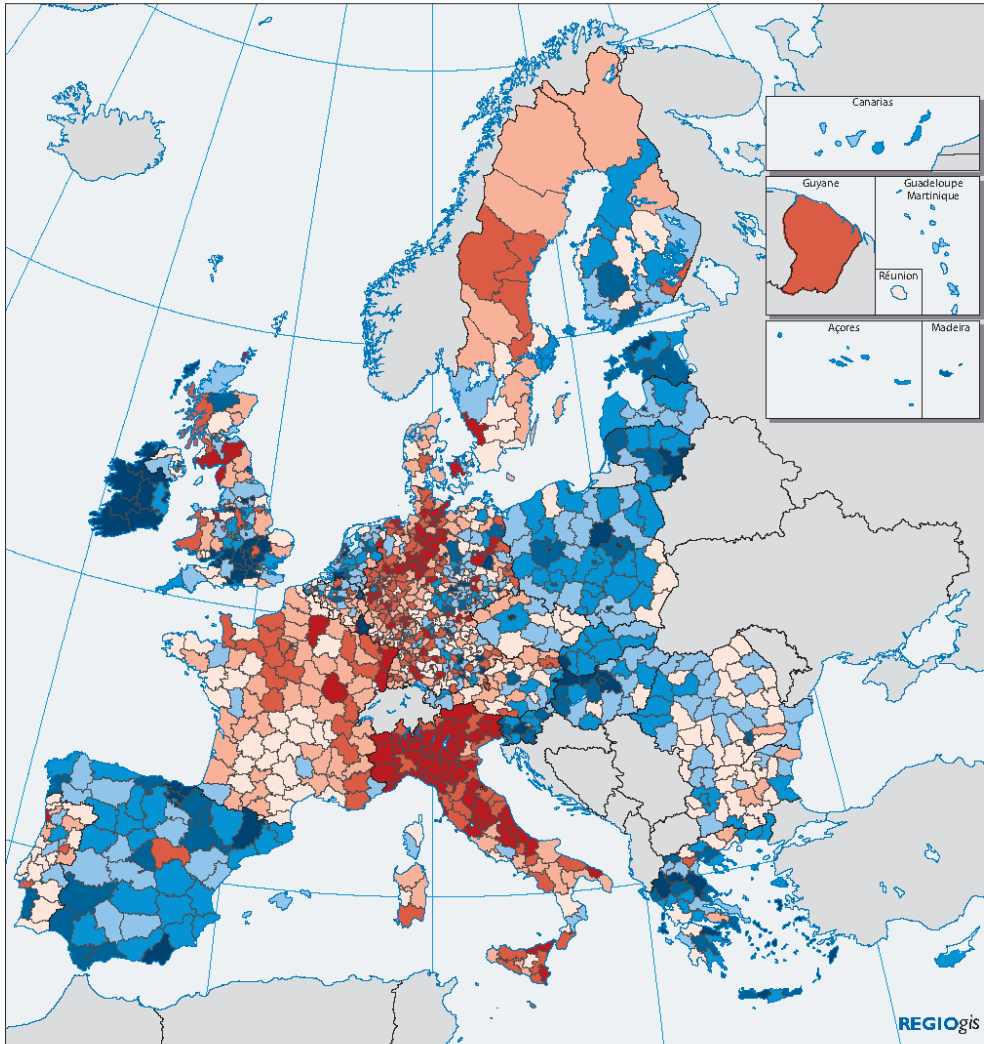 Canarias
Guyane
Guadeloupe
Martinique
Réunion
Açores
Madeira
REGIOgis